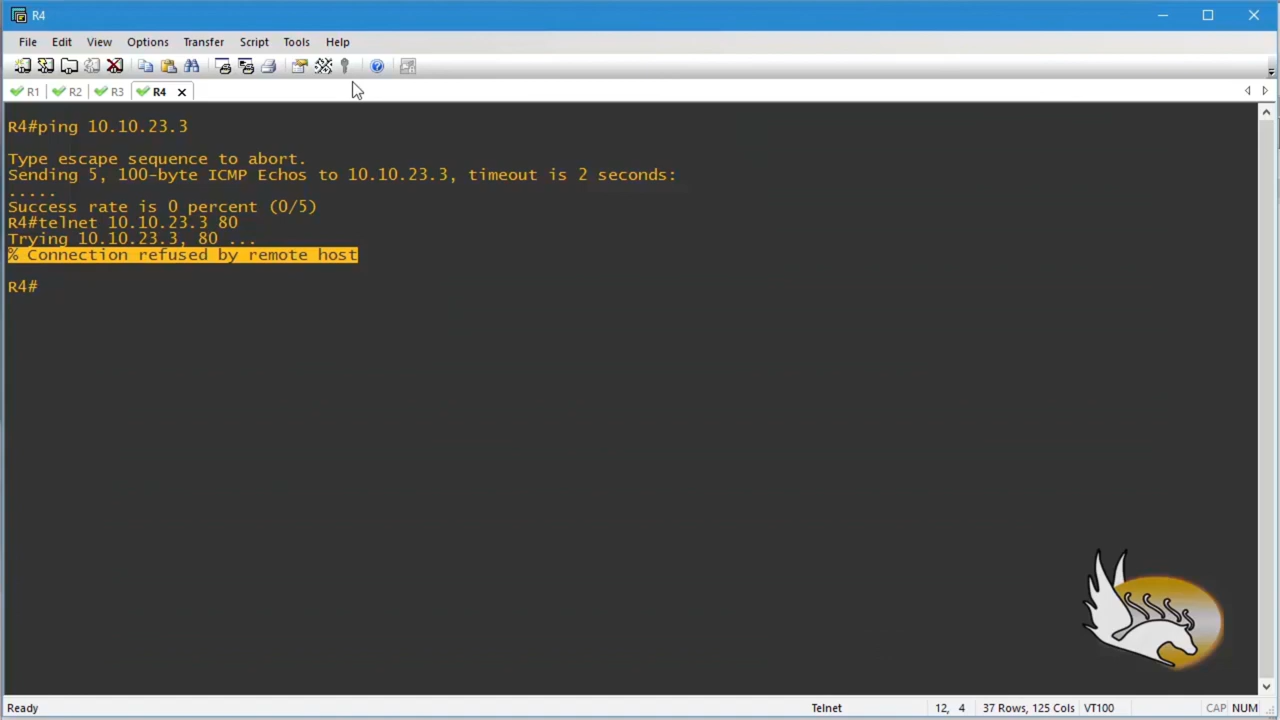 R4
File Edit View Options Transfer Script Tools Help
R1 R2 R3 R4
R4#ping 10.10.23.3
Type escape sequence to abort.
Sending 5, 100-byte ICMP Echos to 10.10.23.3, timeout is 2 seconds:
.....
Success rate is 0 percent (0/5)
R4#telnet 10.10.23.3 80
Trying 10.10.23.3, 80 ...
% Connection refused by remote host
R4#
Ready Telnet 12, 4 37 Rows, 125 Cols VT100 CAP NUM